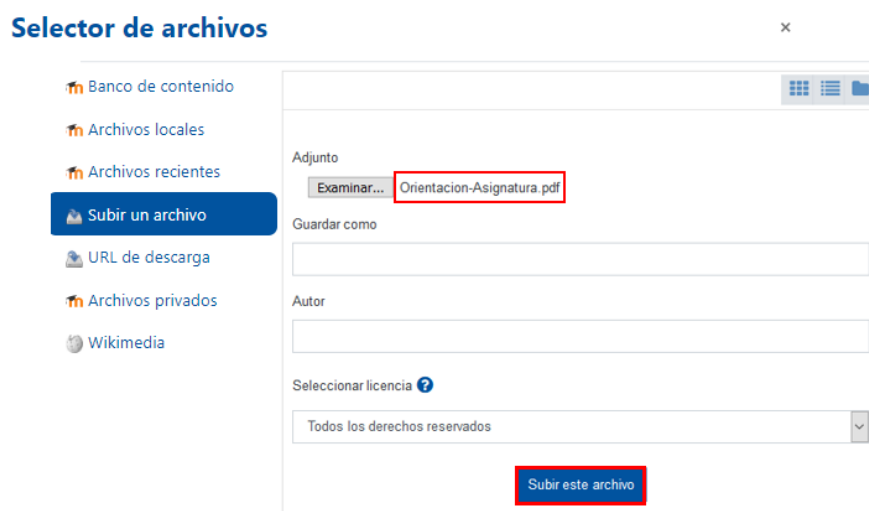 Selector de archivos
×
Banco de contenido
Archivos locales
Archivos recientes
Subir un archivo
URL de descarga
Archivos privados
Wikimedia
Adjunto
Examinar... Orientacion-Asignatura.pdf
Guardar como
Autor
Seleccionar licencia ?
Todos los derechos reservados
Subir este archivo